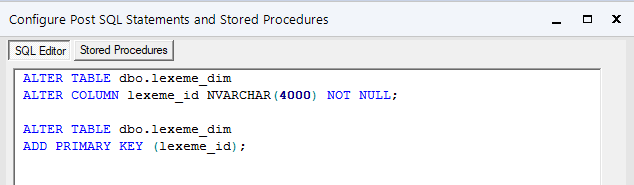 Configure Post SQL Statements and Stored Procedures
SQL Editor Stored Procedures
ALTER TABLE dbo.lexeme_dim
ALTER COLUMN lexeme_id NVARCHAR(4000) NOT NULL;
ALTER TABLE dbo.lexeme_dim
ADD PRIMARY KEY (lexeme_id);